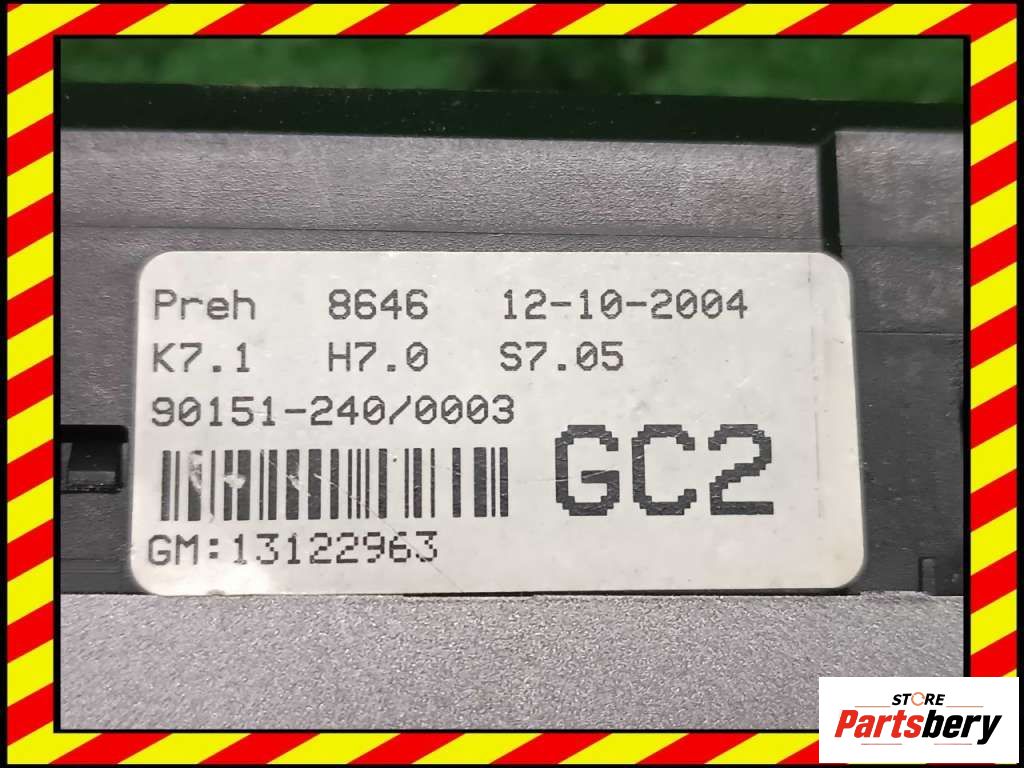 Preh 8646 12-10-2004
K7.1 H7.0 S7.05
90151-240/0003
GC2
GM:13122963
STORE
Partsbery